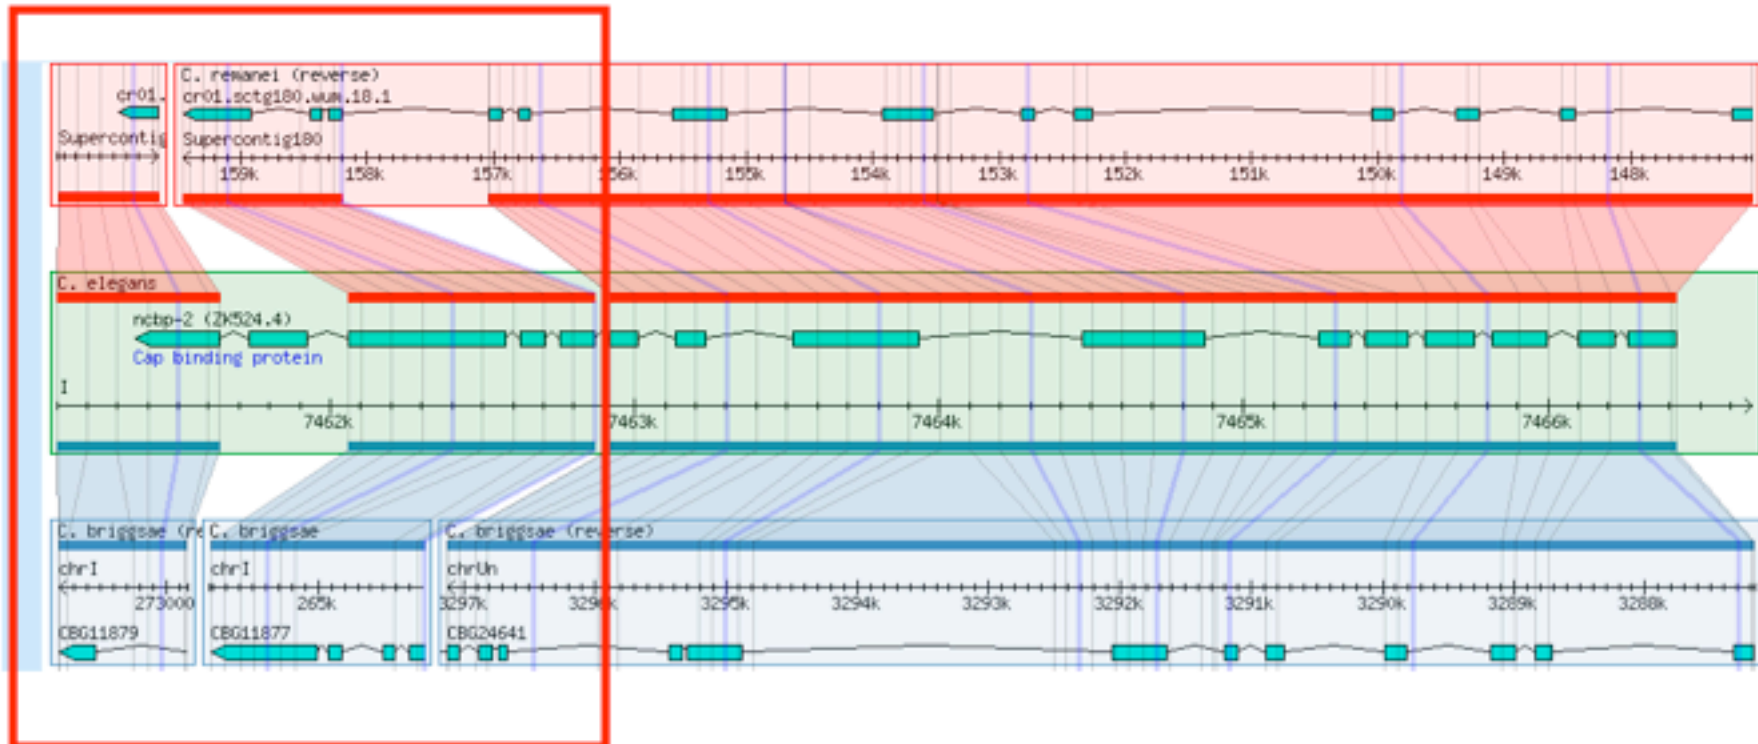 C. remanei (reverse)
cr01. cr01.sctg180.wum.18.1
Supercontig Supercontig180
159k 158k 157k 156k 155k 154k 153k 152k 151k 150k 149k 148k
C. elegans
ncbp-2 (ZK524.4)
Cap binding protein
I
7462k 7463k 7464k 7465k 7466k
C. briggsae (re C. briggsae C. briggsae (reverse)
chrI chrI chrUn
273000 265k 3297k 3296k 3295k 3294k 3293k 3292k 3291k 3290k 3289k 3288k
CBG11879 CBG11877 CBG24641